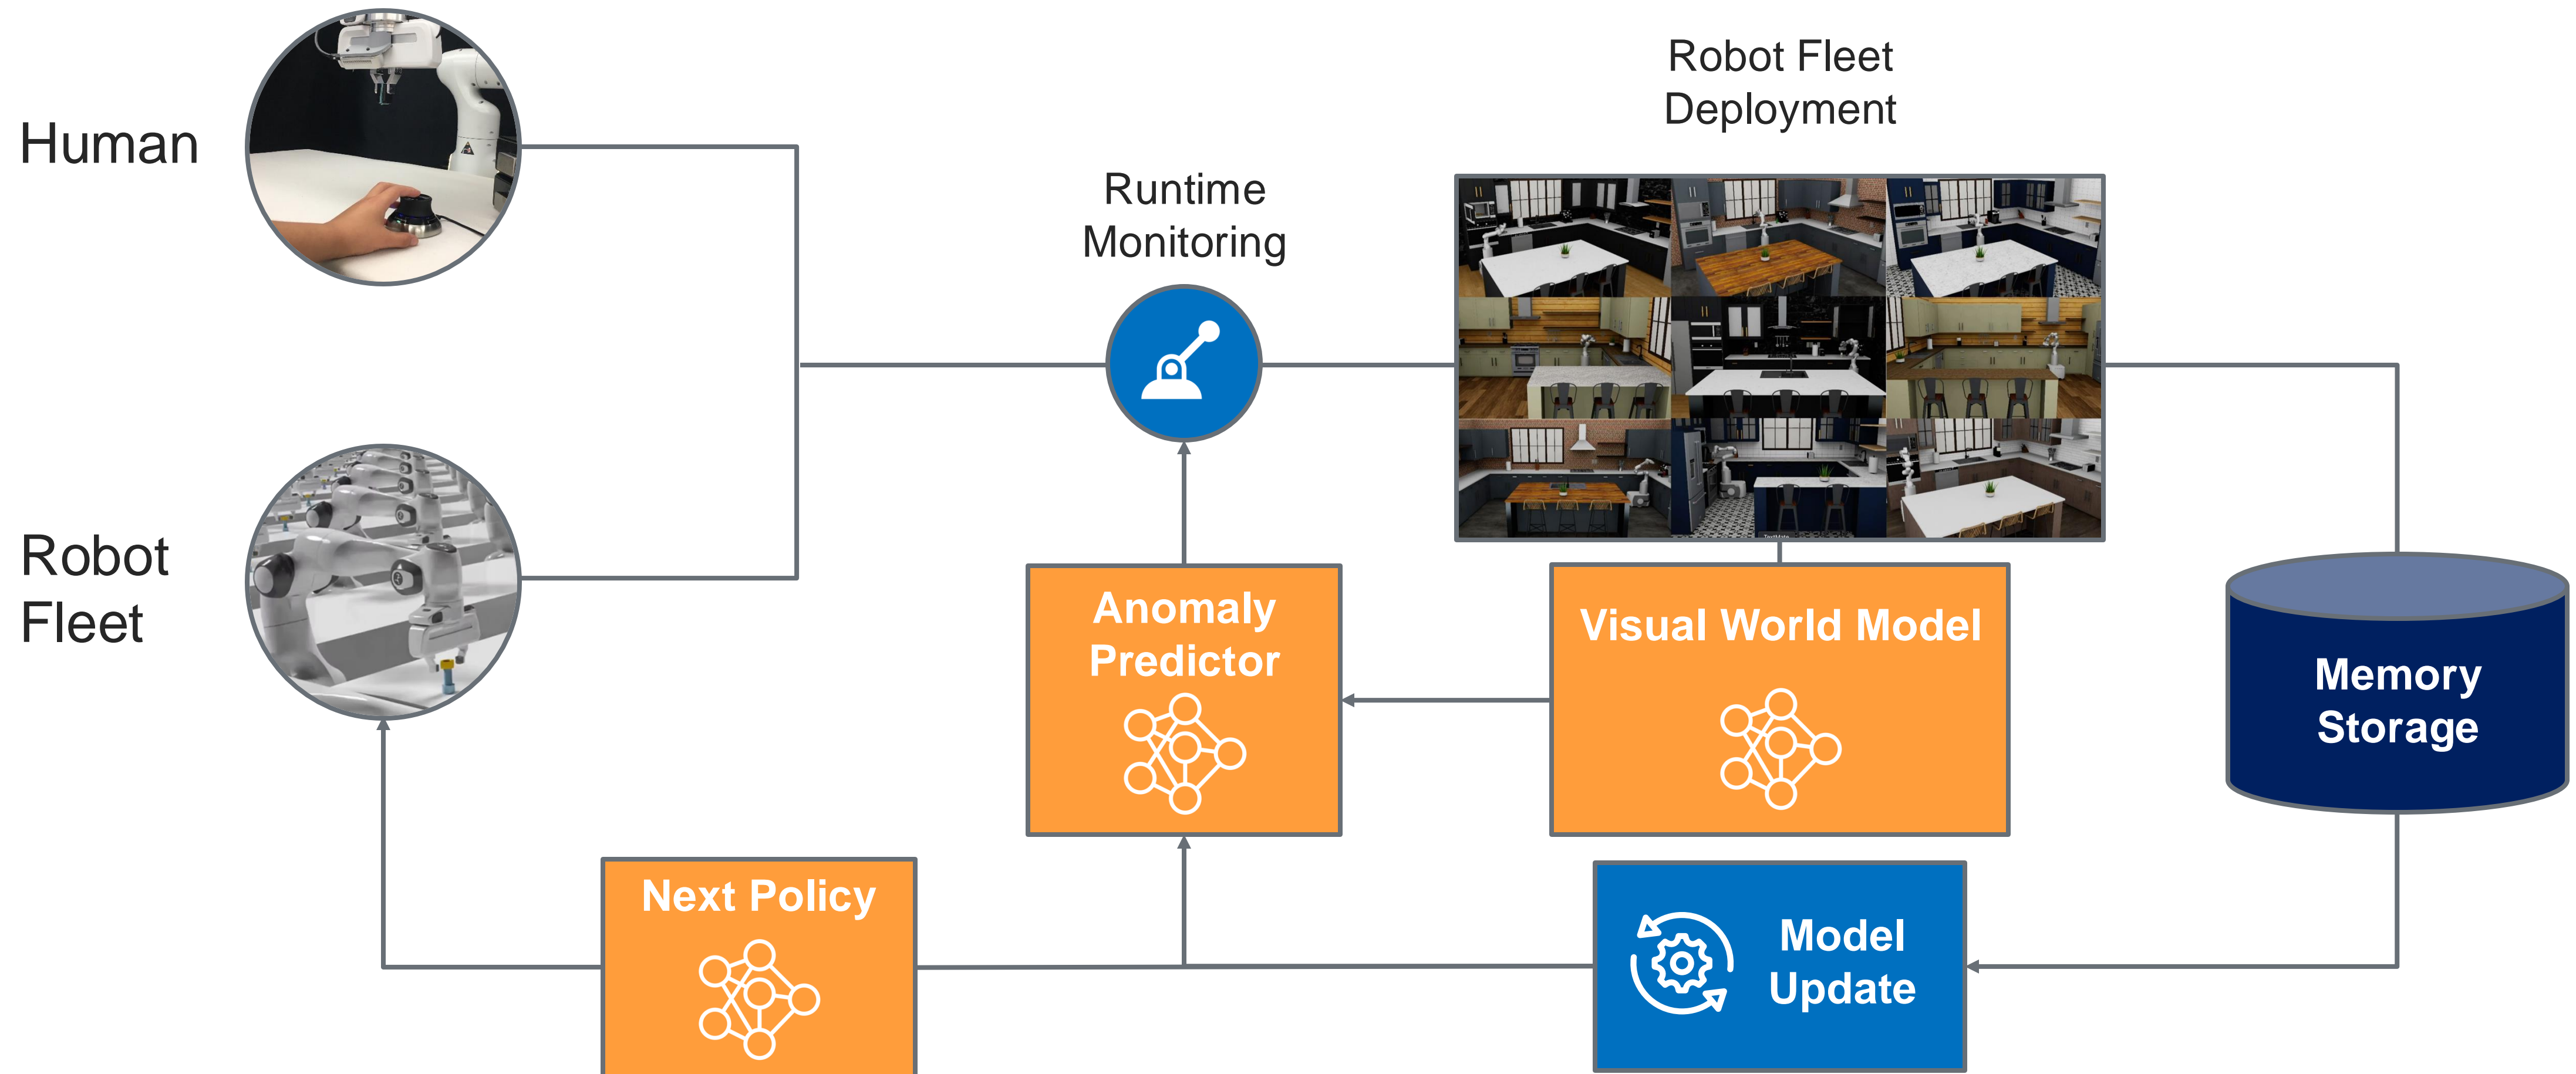 Human
Robot
Fleet
Runtime
Monitoring
Robot Fleet
Deployment
Anomaly
Predictor
Visual World Model
Memory
Storage
Next Policy
Model
Update